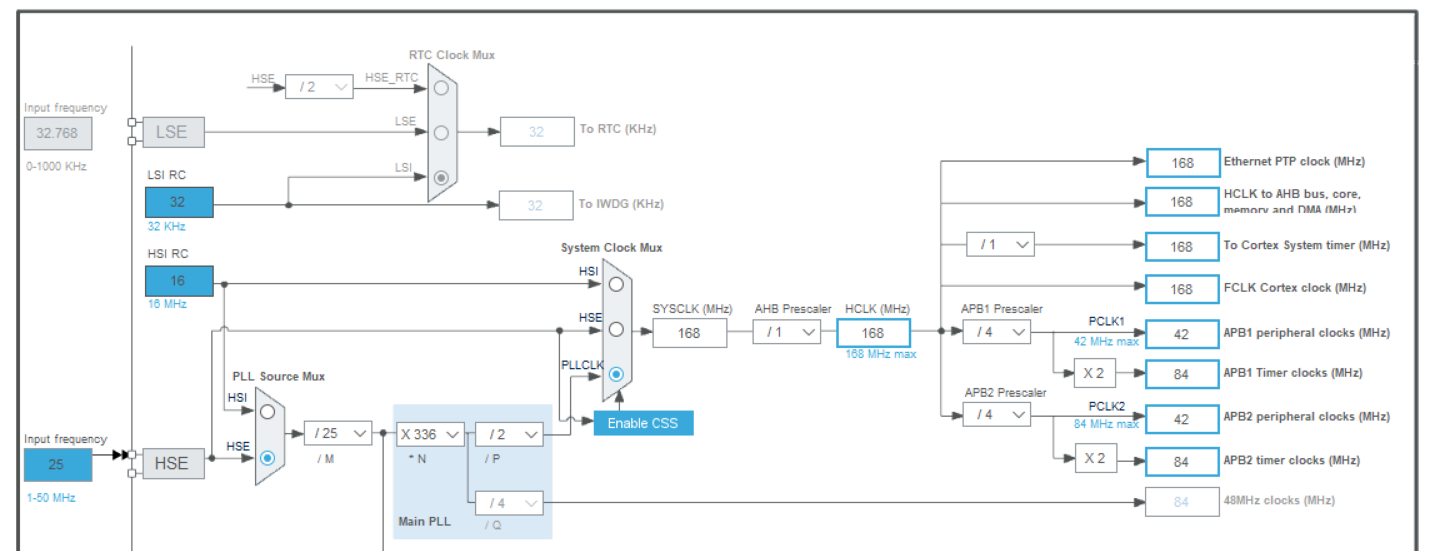 RTC Clock Mux
HSE
/ 2
HSE_RTC
Input frequency
32.768
0-1000 KHz
LSE
LSE
32
To RTC (KHz)
LSI RC
32
32 KHz
LSI
32
To IWDG (KHz)
HSI RC
16
16 MHz
System Clock Mux
HSI
HSE
PLLCLK
SYSCLK (MHz)
168
AHB Prescaler
/ 1
HCLK (MHz)
168
168 MHz max
168
Ethernet PTP clock (MHz)
168
HCLK to AHB bus, core,
memory and DMA (MHz)
/ 1
168
To Cortex System timer (MHz)
168
FCLK Cortex clock (MHz)
APB1 Prescaler
/ 4
PCLK1
42 MHz max
42
APB1 peripheral clocks (MHz)
X 2
84
APB1 Timer clocks (MHz)
APB2 Prescaler
/ 4
PCLK2
84 MHz max
42
APB2 peripheral clocks (MHz)
X 2
84
APB2 timer clocks (MHz)
84
48MHz clocks (MHz)
Enable CSS
PLL Source Mux
HSI
HSE
Input frequency
25
1-50 MHz
HSE
/ 25
/ M
X 336
* N
/ 2
/ P
/ 4
/ Q
Main PLL